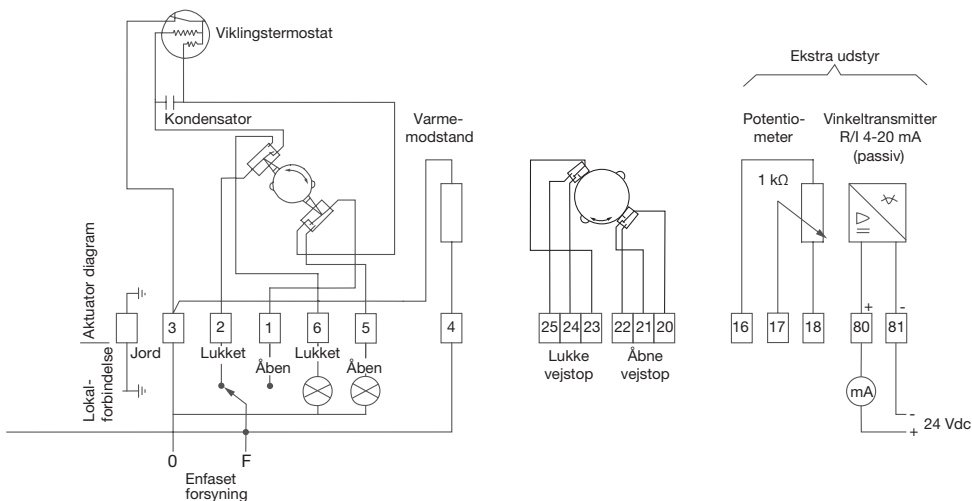 Viklingstermostat
Kondensator
Varme-
modstand
Ekstra udstyr
Potentio-
meter
Vinkeltransmitter
R/I 4-20 mA
(passiv)
1 kΩ
Aktuator diagram
Lokal-
forbindelse
Jord
3
2
1
6
5
4
Lukket
Åben
Lukket
Åben
25
24
23
22
21
20
Lukke
vejstop
Åbne
vejstop
16
17
18
80
81
+
-
mA
-
+
24 Vdc
0
F
Enfaset
forsyning